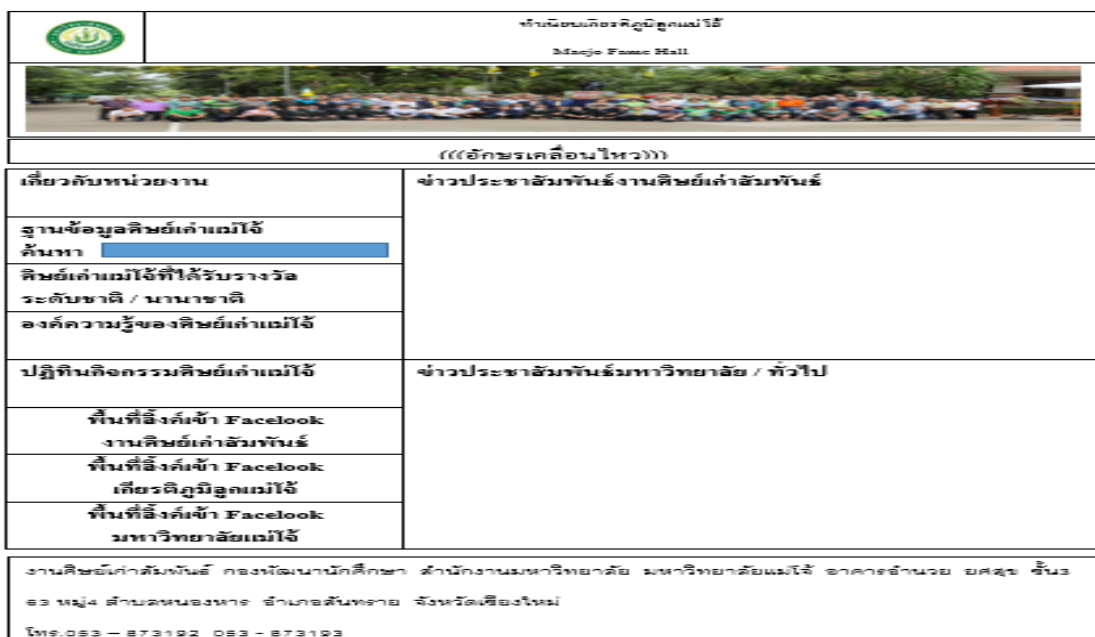 ทำเนียบเกียรติภูมิลูกแม่โจ้
Maejo Fame Hall
(((อักษรเคลื่อนไหว)))
เกี่ยวกับหน่วยงาน
ข่าวประชาสัมพันธ์งานศิษย์เก่าสัมพันธ์
ฐานข้อมูลศิษย์เก่าแม่โจ้
ค้นหา
ศิษย์เก่าแม่โจ้ที่ได้รับรางวัล
ระดับชาติ / นานาชาติ
องค์ความรู้ของศิษย์เก่าแม่โจ้
ปฏิทินกิจกรรมศิษย์เก่าแม่โจ้
ข่าวประชาสัมพันธ์มหาวิทยาลัย / ทั่วไป
พื้นที่ลิ้งค์เข้า Facelook
งานศิษย์เก่าสัมพันธ์
พื้นที่ลิ้งค์เข้า Facelook
เกียรติภูมิลูกแม่โจ้
พื้นที่ลิ้งค์เข้า Facelook
มหาวิทยาลัยแม่โจ้
งานศิษย์เก่าสัมพันธ์ กองพัฒนานักศึกษา สำนักงานมหาวิทยาลัย มหาวิทยาลัยแม่โจ้ อาคารอำนวย ยศสุข ชั้น3
63 หมู่4 ตำบลหนองหาร อำเภอสันทราย จังหวัดเชียงใหม่
โทร.053 – 873192 053 - 873193